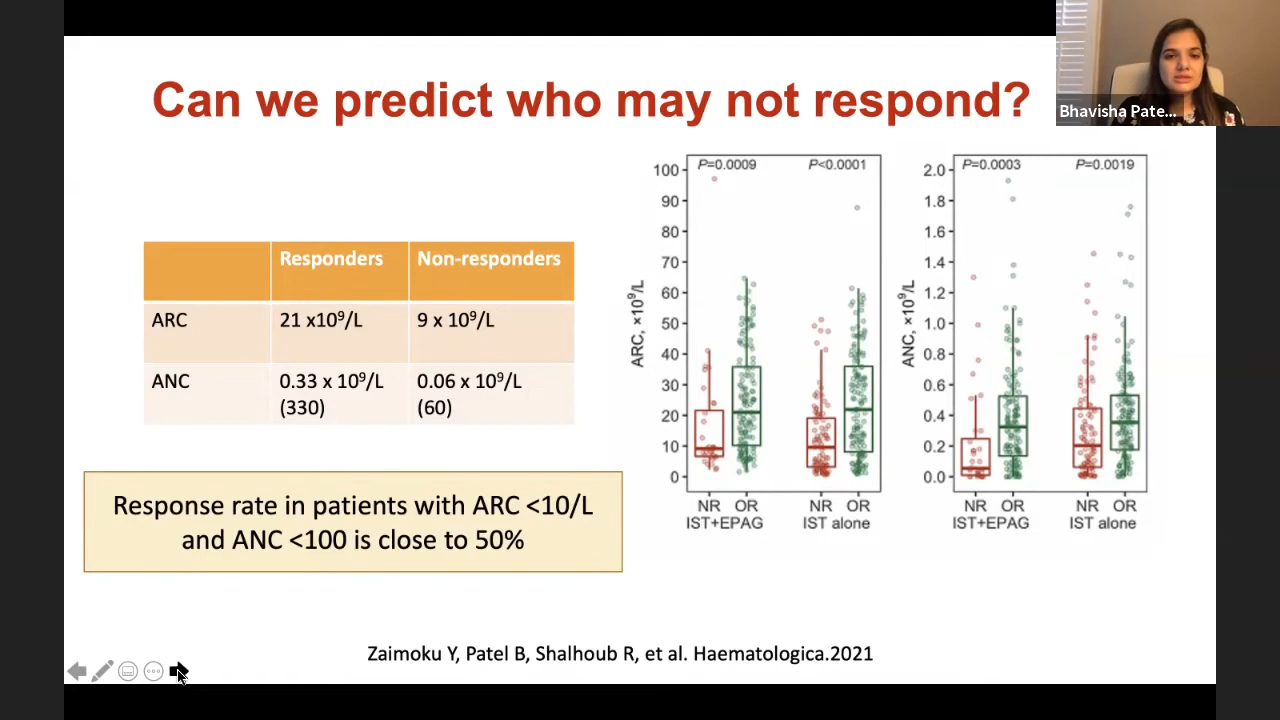 Can we predict who may not respond?
Bhavisha Pate...
Responders Non-responders
ARC 21 x10⁹/L 9 x 10⁹/L
ANC 0.33 x 10⁹/L 0.06 x 10⁹/L
(330) (60)
Response rate in patients with ARC <10/L
and ANC <100 is close to 50%
P=0.0009 P<0.0001
ARC, ×10⁹/L
100
90
80
70
60
50
40
30
20
10
0
NR OR NR OR
IST+EPAG IST alone
P=0.0003 P=0.0019
ANC, ×10⁹/L
2.0
1.8
1.6
1.4
1.2
1.0
0.8
0.6
0.4
0.2
0.0
NR OR NR OR
IST+EPAG IST alone
Zaimoku Y, Patel B, Shalhoub R, et al. Haematologica.2021